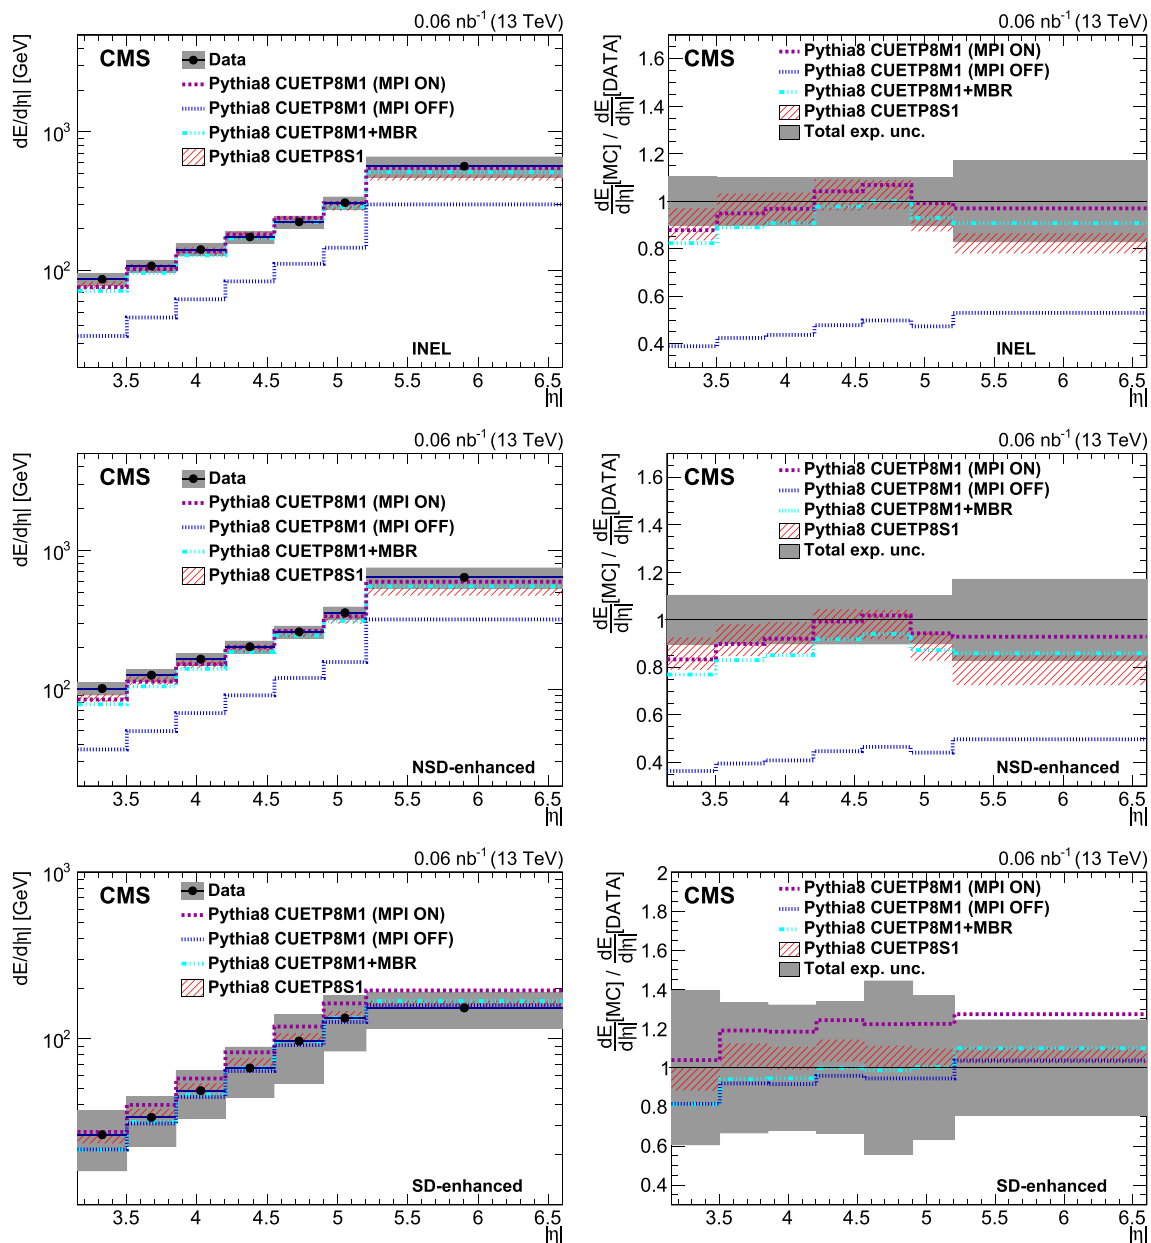 0.06 nb⁻¹ (13 TeV)
dE/d|η| [GeV]
CMS
Data
Pythia8 CUETP8M1 (MPI ON)
Pythia8 CUETP8M1 (MPI OFF)
Pythia8 CUETP8M1+MBR
Pythia8 CUETP8S1
10³
10²
INEL
3.5 4 4.5 5 5.5 6 6.5
|η|
0.06 nb⁻¹ (13 TeV)
dE/d|η| [MC] / dE/d|η| [DATA]
CMS
Pythia8 CUETP8M1 (MPI ON)
Pythia8 CUETP8M1 (MPI OFF)
Pythia8 CUETP8M1+MBR
Pythia8 CUETP8S1
Total exp. unc.
1.6
1.4
1.2
1
0.8
0.6
0.4
INEL
3.5 4 4.5 5 5.5 6 6.5
|η|
0.06 nb⁻¹ (13 TeV)
dE/d|η| [GeV]
CMS
Data
Pythia8 CUETP8M1 (MPI ON)
Pythia8 CUETP8M1 (MPI OFF)
Pythia8 CUETP8M1+MBR
Pythia8 CUETP8S1
10³
10²
NSD-enhanced
3.5 4 4.5 5 5.5 6 6.5
|η|
0.06 nb⁻¹ (13 TeV)
dE/d|η| [MC] / dE/d|η| [DATA]
CMS
Pythia8 CUETP8M1 (MPI ON)
Pythia8 CUETP8M1 (MPI OFF)
Pythia8 CUETP8M1+MBR
Pythia8 CUETP8S1
Total exp. unc.
1.6
1.4
1.2
1
0.8
0.6
0.4
NSD-enhanced
3.5 4 4.5 5 5.5 6 6.5
|η|
0.06 nb⁻¹ (13 TeV)
dE/d|η| [GeV]
CMS
Data
Pythia8 CUETP8M1 (MPI ON)
Pythia8 CUETP8M1 (MPI OFF)
Pythia8 CUETP8M1+MBR
Pythia8 CUETP8S1
10³
10²
SD-enhanced
3.5 4 4.5 5 5.5 6 6.5
|η|
0.06 nb⁻¹ (13 TeV)
dE/d|η| [MC] / dE/d|η| [DATA]
CMS
Pythia8 CUETP8M1 (MPI ON)
Pythia8 CUETP8M1 (MPI OFF)
Pythia8 CUETP8M1+MBR
Pythia8 CUETP8S1
Total exp. unc.
2
1.8
1.6
1.4
1.2
1
0.8
0.6
0.4
SD-enhanced
3.5 4 4.5 5 5.5 6 6.5
|η|